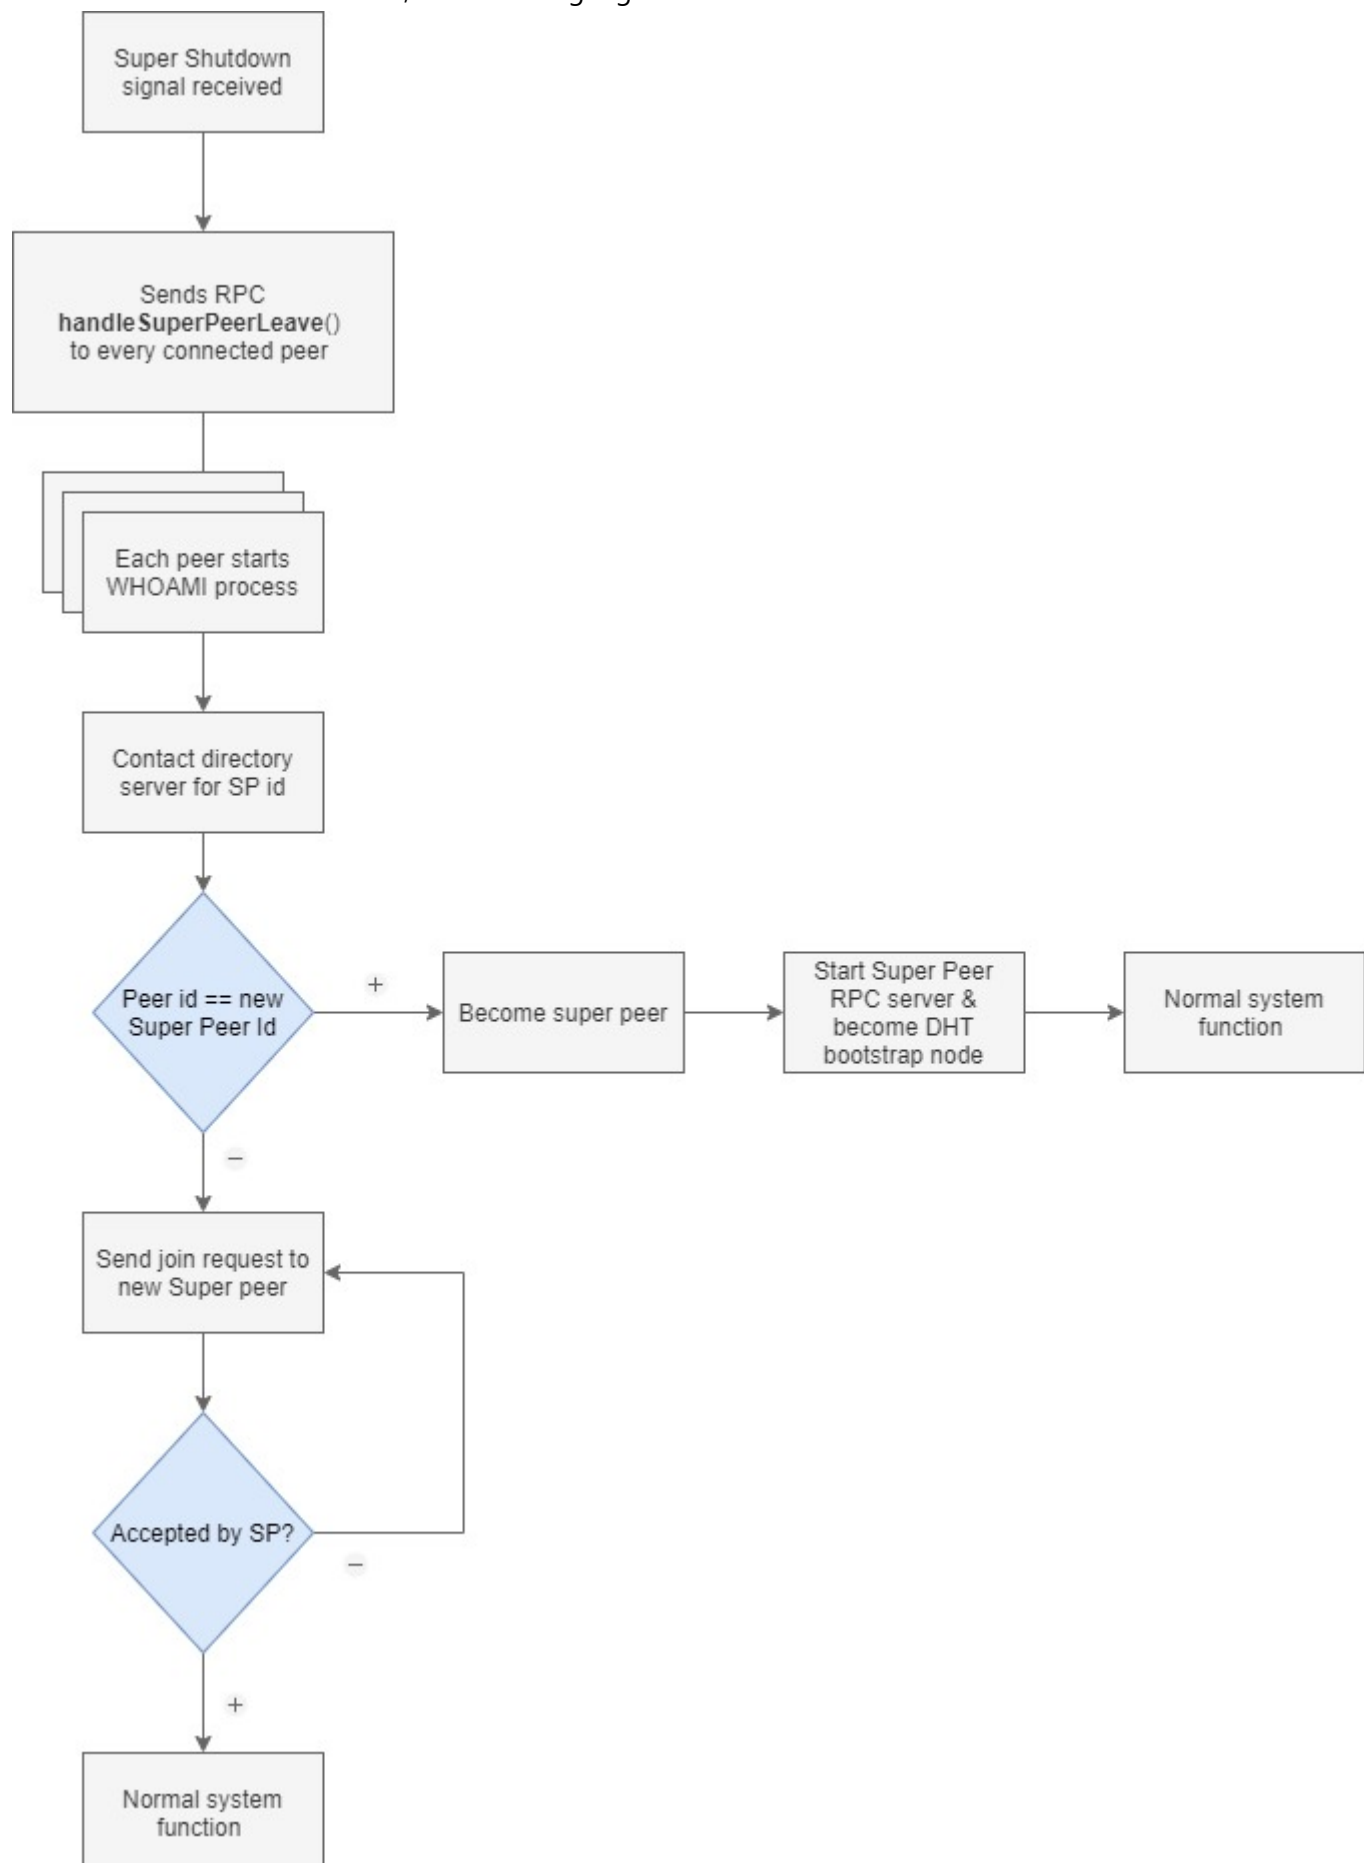 Super Shutdown
signal received
Sends RPC
handleSuperPeerLeave()
to every connected peer
Each peer starts
WHOAMI process
Contact directory
server for SP id
Peer id == new
Super Peer Id
+
Become super peer
Start Super Peer
RPC server &
become DHT
bootstrap node
Normal system
function
−
Send join request to
new Super peer
Accepted by SP?
−
+
Normal system
function